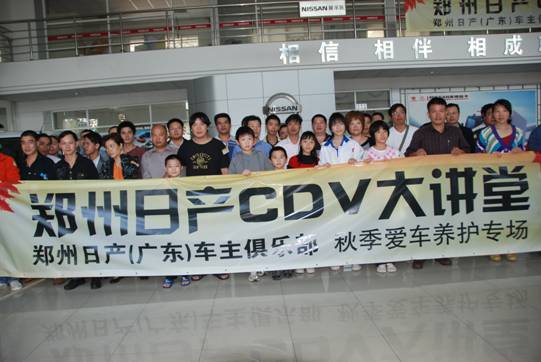 郑州日产C
郑州日产(广东)车主
NISSAN
相信 相伴 相成
NISSAN
郑州日产CDV大讲堂
郑州日产(广东)车主俱乐部 秋季爱车养护专场